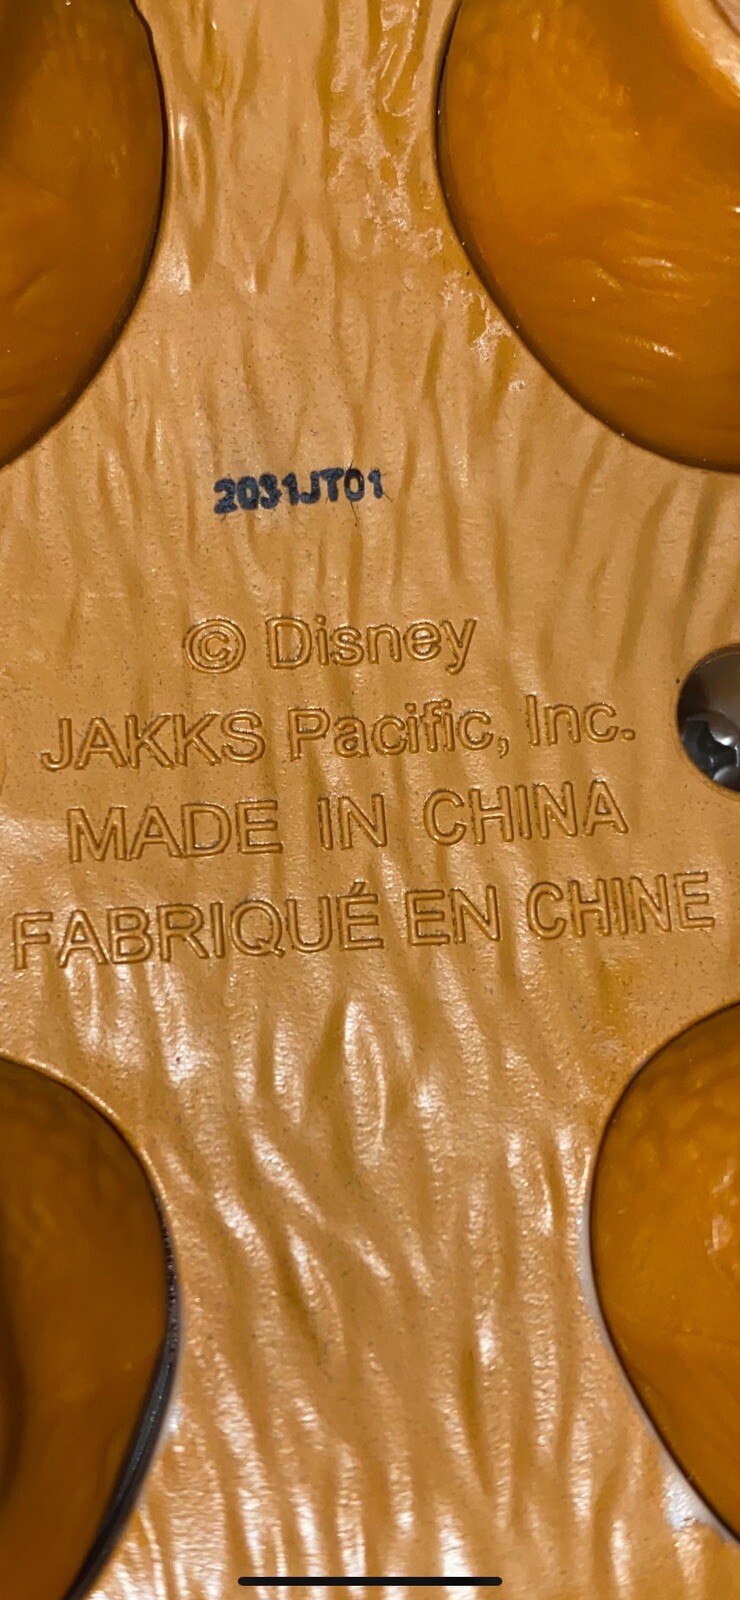 2031JT01
© Disney
JAKKS Pacific, Inc.
MADE IN CHINA
FABRIQUÉ EN CHINE